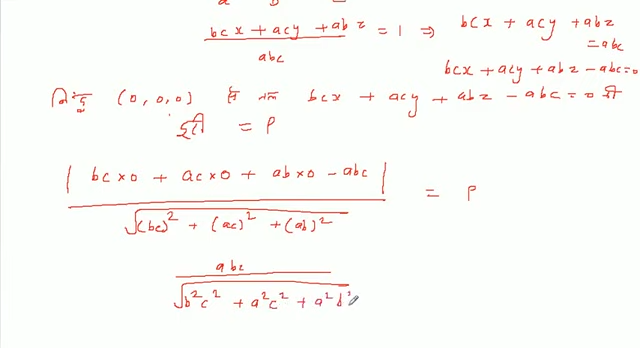 a b
bcx + acy + abz / abc = 1 ⇒ bcx + acy + abz = abc
bcx + acy + abz - abc = 0
बिन्दु (0, 0, 0) से तल bcx + acy + abz - abc = 0 की
दूरी = P
| bc×0 + ac×0 + ab×0 - abc | / √(bc)² + (ac)² + (ab)² = P
abz / √b²c² + a²c² + a²b²